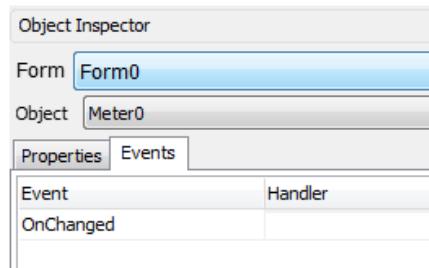 Object Inspector
Form Form0
Object Meter0
Properties Events
Event Handler
OnChanged